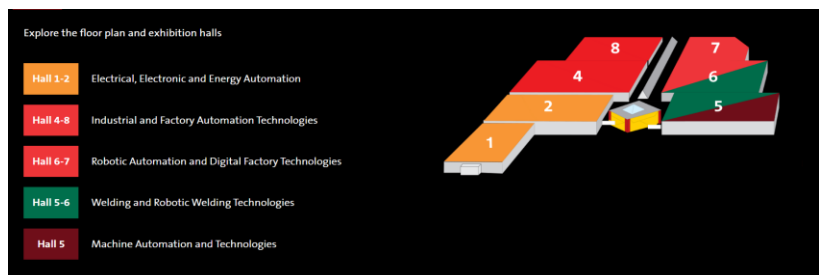 Explore the floor plan and exhibition halls
Hall 1-2 Electrical, Electronic and Energy Automation
Hall 4-8 Industrial and Factory Automation Technologies
Hall 6-7 Robotic Automation and Digital Factory Technologies
Hall 5-6 Welding and Robotic Welding Technologies
Hall 5 Machine Automation and Technologies
8 7
4 6
2 5
1